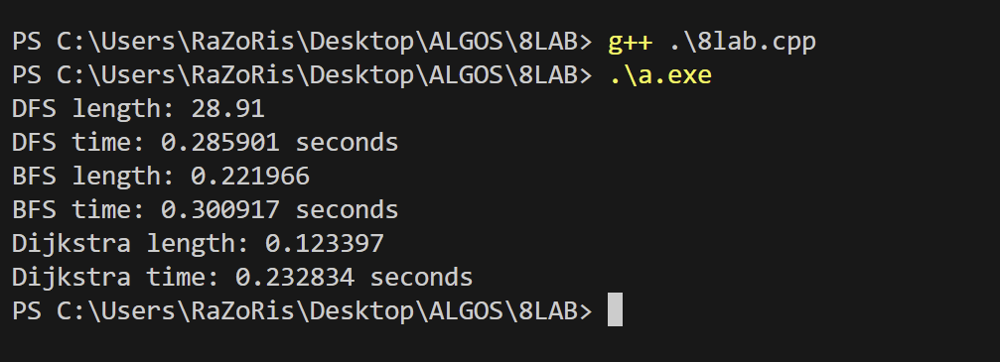 PS C:\Users\RaZoRis\Desktop\ALGOS\8LAB> g++ .\8lab.cpp
PS C:\Users\RaZoRis\Desktop\ALGOS\8LAB> .\a.exe
DFS length: 28.91
DFS time: 0.285901 seconds
BFS length: 0.221966
BFS time: 0.300917 seconds
Dijkstra length: 0.123397
Dijkstra time: 0.232834 seconds
PS C:\Users\RaZoRis\Desktop\ALGOS\8LAB>